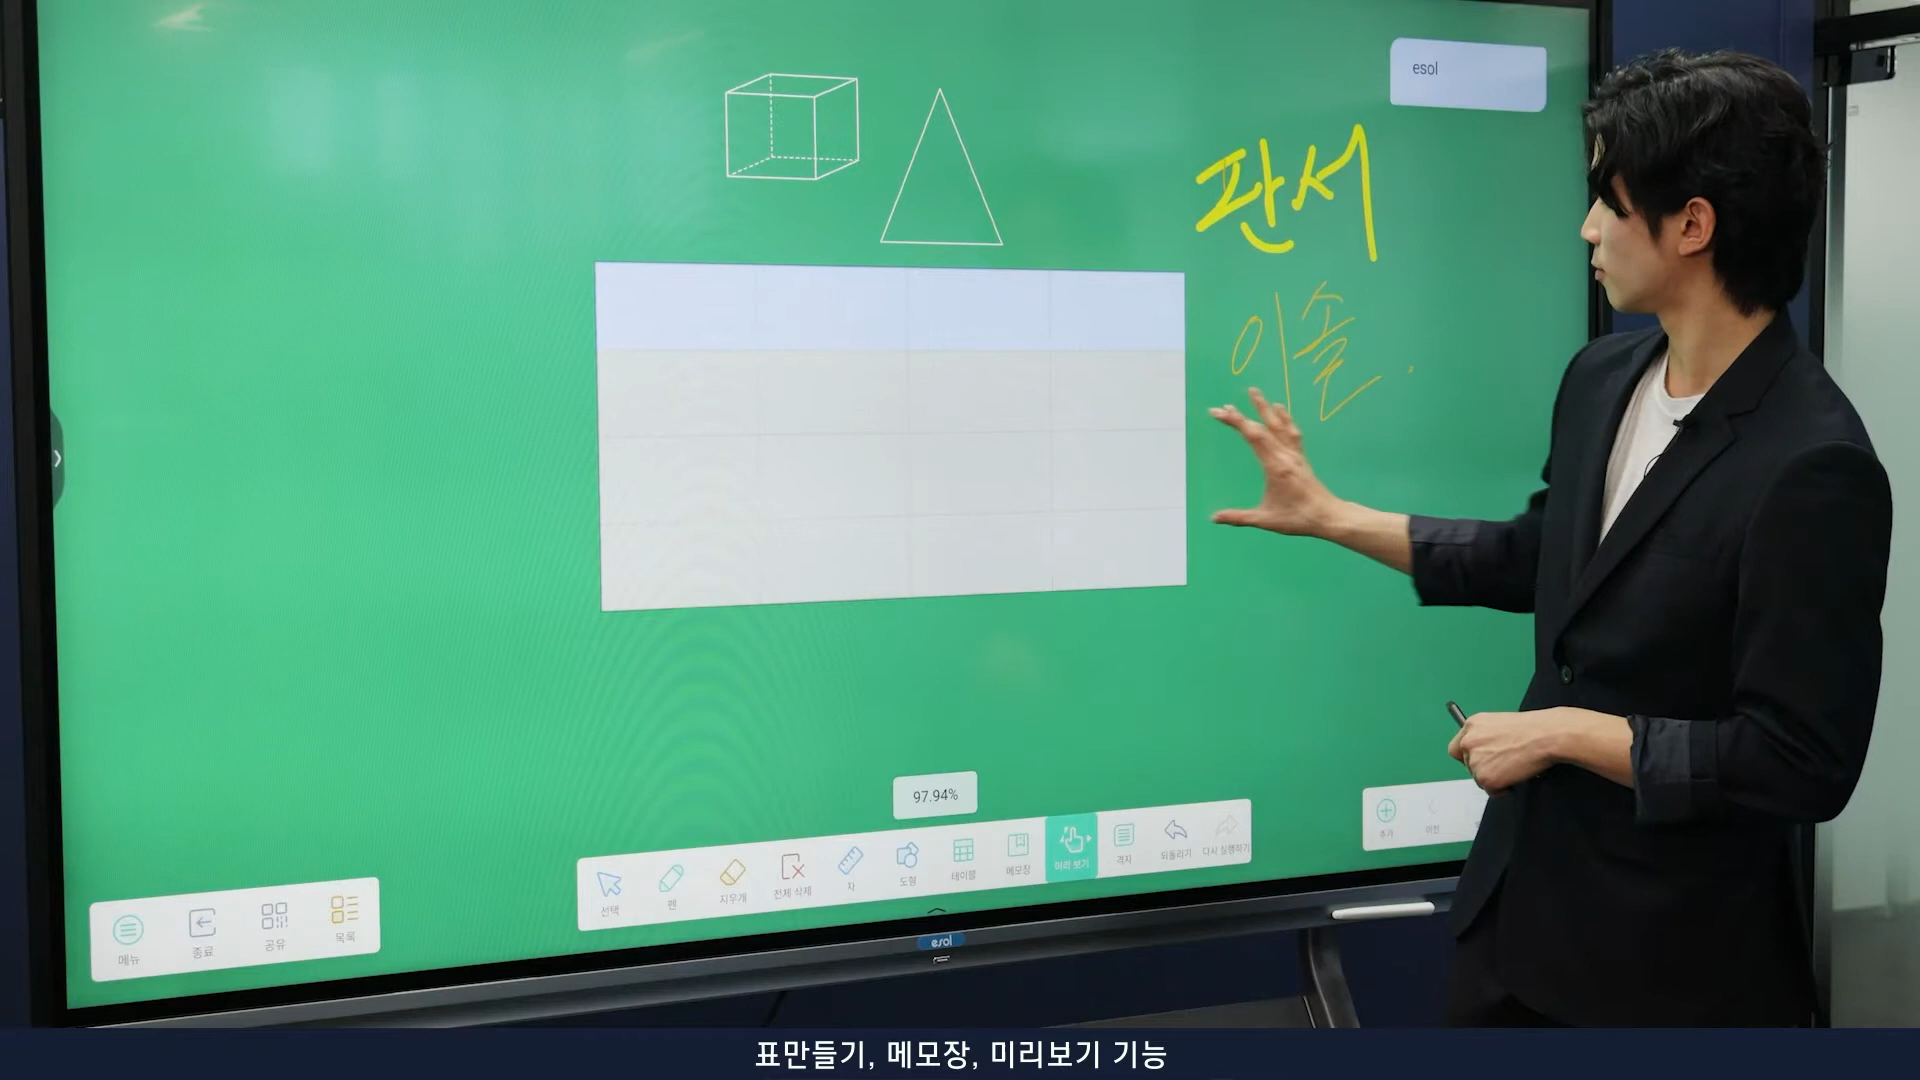 esol
판서
이솔.
97.94%
선택
펜
지우개
전체 삭제
자
도형
테이블
메모장
미리 보기
격자
되돌리기
다시 실행하기
추가
이전
메뉴
종료
공유
목록
esol
표만들기, 메모장, 미리보기 기능